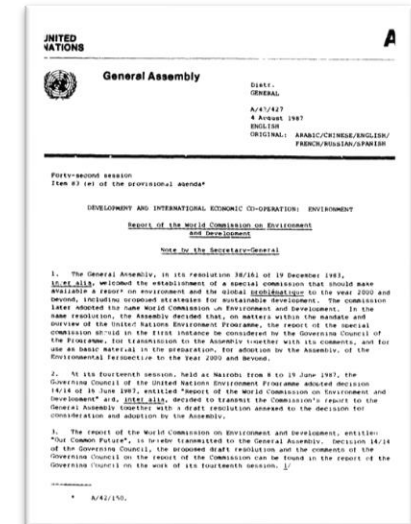 UNITED
NATIONS
A
General Assembly
Distr.
GENERAL
A/42/427
4 August 1987
ENGLISH
ORIGINAL: ARABIC/CHINESE/ENGLISH/
FRENCH/RUSSIAN/SPANISH
Forty-second session
Item 83 (e) of the provisional agenda*
DEVELOPMENT AND INTERNATIONAL ECONOMIC CO-OPERATION: ENVIRONMENT
Report of the World Commission on Environment
and Development
Note by the Secretary-General
1. The General Assembly, in its resolution 38/161 of 19 December 1983,
inter alia, welcomed the establishment of a special commission that should make
available a report on environment and the global problématique to the year 2000 and
beyond, including proposed strategies for sustainable development. The commission
later adopted the name World Commission on Environment and Development. In the
same resolution, the Assembly decided that, on matters within the mandate and
purview of the United Nations Environment Programme, the report of the special
commission should in the first instance be considered by the Governing Council of
the Programme, for transmission to the Assembly together with its comments, and for
use as basic material in the preparation, for adoption by the Assembly, of the
Environmental Perspective to the Year 2000 and Beyond.
2. At its fourteenth session, held at Nairobi from 8 to 19 June 1987, the
Governing Council of the United Nations Environment Programme adopted decision
14/14 of 16 June 1987, entitled "Report of the World Commission on Environment and
Development" and, inter alia, decided to transmit the Commission's report to the
General Assembly together with a draft resolution annexed to the decision for
consideration and adoption by the Assembly.
3. The report of the World Commission on Environment and Development, entitled
"Our Common Future", is hereby transmitted to the General Assembly. Decision 14/14
of the Governing Council, the proposed draft resolution and the comments of the
Governing Council on the report of the Commission can be found in the report of the
Governing Council on the work of its fourteenth session. 1/
* A/42/150.